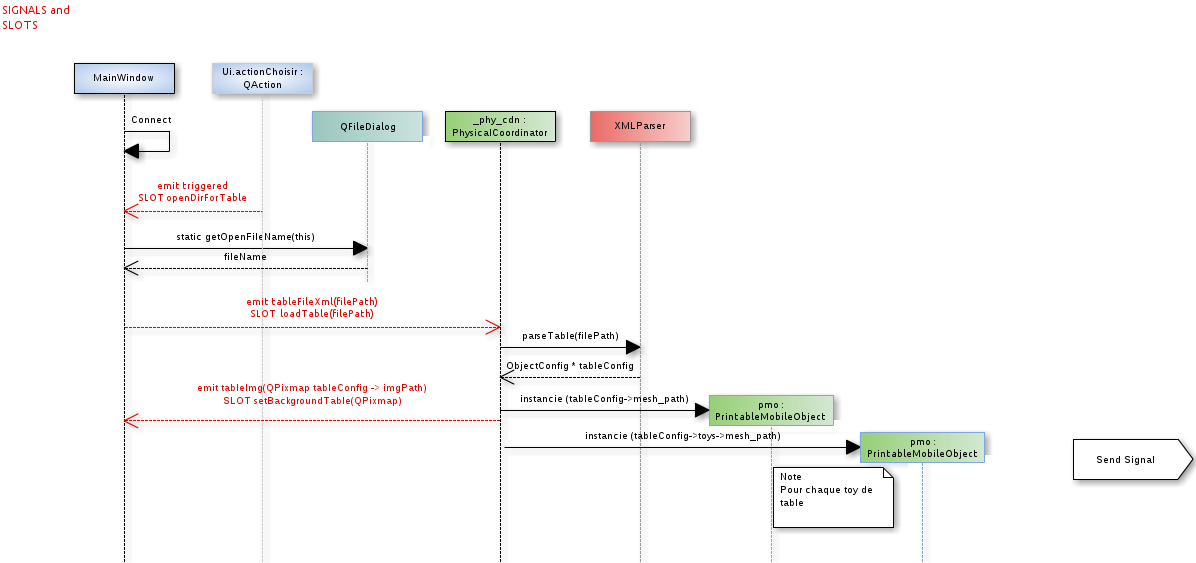 SIGNALS and
SLOTS
MainWindow
Ui.actionChoisir :
QAction
QFileDialog
_phy_cdn :
PhysicalCoordinator
XMLParser
Connect
emit triggered
SLOT openDirForTable
static getOpenFileName(this)
fileName
emit tableFileXml(filePath)
SLOT loadTable(filePath)
parseTable(filePath)
ObjectConfig * tableConfig
emit tableImg(QPixmap tableConfig -> imgPath)
SLOT setBackgroundTable(QPixmap)
instancie (tableConfig->mesh_path)
pmo :
PrintableMobileObject
instancie (tableConfig->toys->mesh_path)
pmo :
PrintableMobileObject
Send Signal
Note
Pour chaque toy de
table